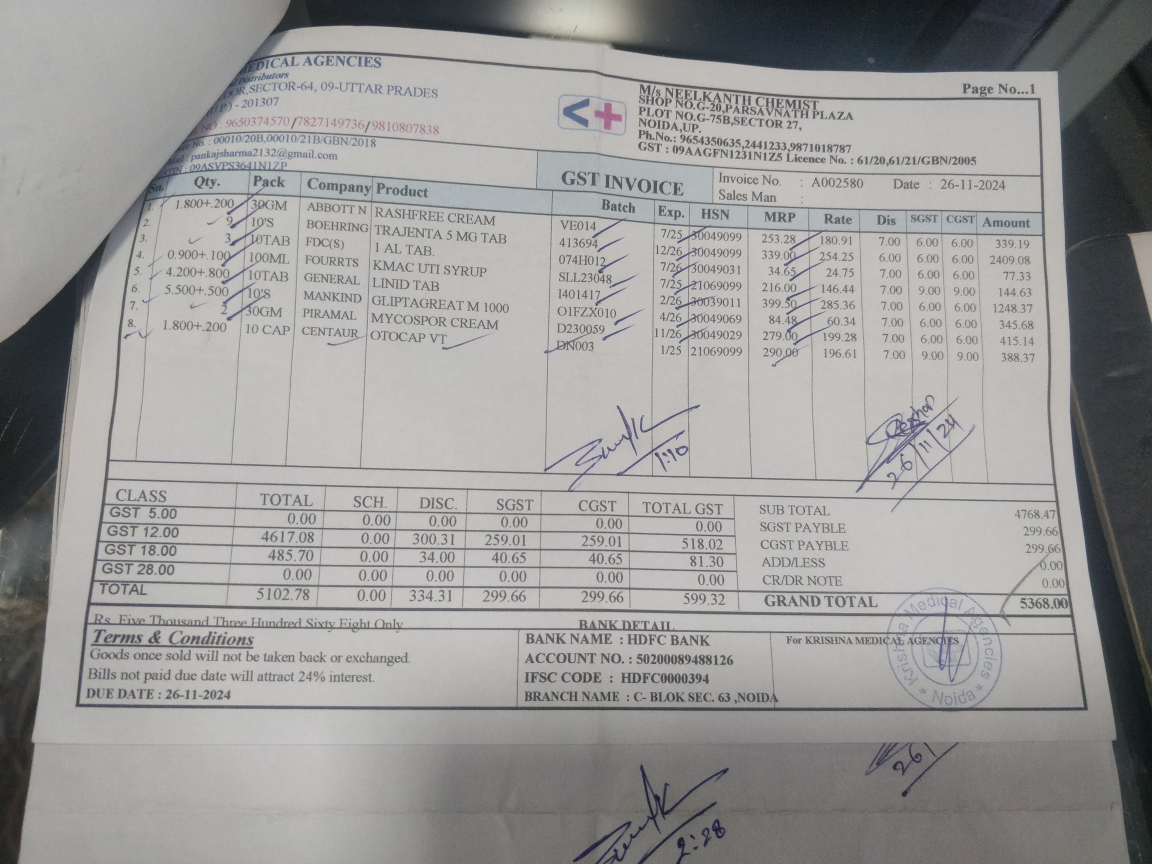 MEDICAL AGENCIES
Distributors
OOR,SECTOR-64, 09-UTTAR PRADES
- 201307
NO : 9650374570 /7827149736/9810807838
No. : 00010/20B,00010/21B/GBN/2018
pankajsharma2132@gmail.com
: 09ASVPS3641N1ZP
M/s NEELKANTH CHEMIST
SHOP NO.G-20,PARSAVNATH PLAZA
PLOT NO.G-75B,SECTOR 27,
NOIDA,UP.
Ph.No.: 9654350635,2441233,9871018787
GST : 09AAGFN1231N1Z5 Licence No. : 61/20,61/21/GBN/2005
Page No...1
GST INVOICE
Invoice No. : A002580 Date : 26-11-2024
Sales Man :
Sn. Qty. Pack Company Product Batch Exp. HSN MRP Rate Dis SGST CGST Amount
1. 1.800+.200 30GM ABBOTT N RASHFREE CREAM VE014 7/25 30049099 253.28 180.91 7.00 6.00 6.00 339.19
2. 9 10'S BOEHRING TRAJENTA 5 MG TAB 413694 12/26 30049099 339.00 254.25 6.00 6.00 6.00 2409.08
3. 3 10TAB FDC(S) 1 AL TAB. 074H012 7/26 30049031 34.65 24.75 7.00 6.00 6.00 77.33
4. 0.900+.100 100ML FOURRTS KMAC UTI SYRUP SLL23048 7/25 21069099 216.00 146.44 7.00 9.00 9.00 144.63
5. 4.200+.800 10TAB GENERAL LINID TAB I401417 2/26 30039011 399.50 285.36 7.00 6.00 6.00 1248.37
6. 5.500+.500 10'S MANKIND GLIPTAGREAT M 1000 O1FZX010 4/26 30049069 84.48 60.34 7.00 6.00 6.00 345.68
7. 2 30GM PIRAMAL MYCOSPOR CREAM D230059 11/26 30049029 279.00 199.28 7.00 6.00 6.00 415.14
8. 1.800+.200 10 CAP CENTAUR OTOCAP VT DN003 1/25 21069099 290.00 196.61 7.00 9.00 9.00 388.37
1:10
26/11/24
CLASS TOTAL SCH. DISC. SGST CGST TOTAL GST
GST 5.00 0.00 0.00 0.00 0.00 0.00 0.00
GST 12.00 4617.08 0.00 300.31 259.01 259.01 518.02
GST 18.00 485.70 0.00 34.00 40.65 40.65 81.30
GST 28.00 0.00 0.00 0.00 0.00 0.00 0.00
TOTAL 5102.78 0.00 334.31 299.66 299.66 599.32
SUB TOTAL 4768.47
SGST PAYBLE 299.66
CGST PAYBLE 299.66
ADD/LESS 0.00
CR/DR NOTE 0.00
GRAND TOTAL 5368.00
Rs. Five Thousand Three Hundred Sixty Eight Only
Terms & Conditions
Goods once sold will not be taken back or exchanged.
Bills not paid due date will attract 24% interest.
DUE DATE : 26-11-2024
BANK DETAIL
BANK NAME : HDFC BANK
ACCOUNT NO. : 50200089488126
IFSC CODE : HDFC0000394
BRANCH NAME : C- BLOK SEC. 63 ,NOIDA
For KRISHNA MEDICAL AGENCIES
Krishna Medical Agencies
* Noida *
26/
2:28